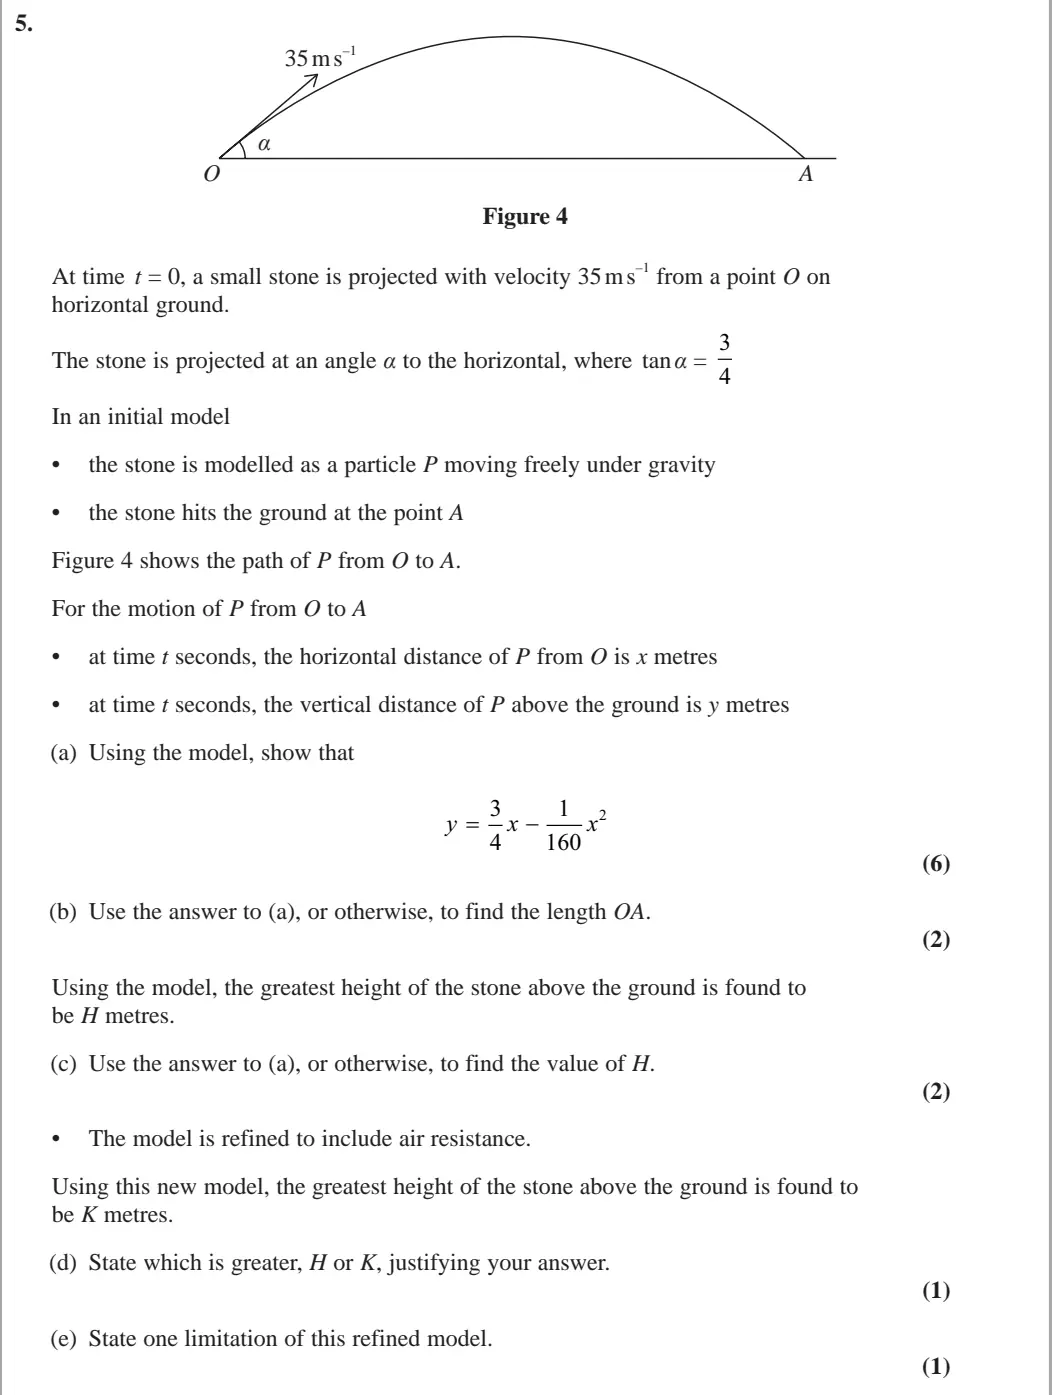 5.
35 m s⁻¹
α
O
A
Figure 4
At time t = 0, a small stone is projected with velocity 35 m s⁻¹ from a point O on
horizontal ground.
The stone is projected at an angle α to the horizontal, where tan α = 3/4
In an initial model
• the stone is modelled as a particle P moving freely under gravity
• the stone hits the ground at the point A
Figure 4 shows the path of P from O to A.
For the motion of P from O to A
• at time t seconds, the horizontal distance of P from O is x metres
• at time t seconds, the vertical distance of P above the ground is y metres
(a) Using the model, show that
y = 3/4 x − 1/160 x²
(6)
(b) Use the answer to (a), or otherwise, to find the length OA.
(2)
Using the model, the greatest height of the stone above the ground is found to
be H metres.
(c) Use the answer to (a), or otherwise, to find the value of H.
(2)
• The model is refined to include air resistance.
Using this new model, the greatest height of the stone above the ground is found to
be K metres.
(d) State which is greater, H or K, justifying your answer.
(1)
(e) State one limitation of this refined model.
(1)